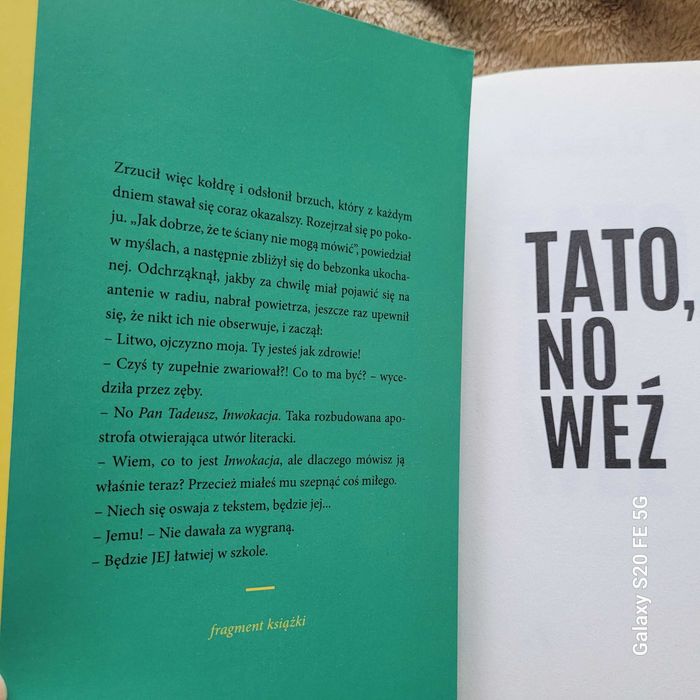 Zrzucił więc kołdrę i odsłonił brzuch, który z każdym
dniem stawał się coraz okazalszy. Rozejrzał się po poko-
ju. „Jak dobrze, że te ściany nie mogą mówić”, powiedział
w myślach, a następnie zbliżył się do bebzonka ukocha-
nej. Odchrząknął, jakby za chwilę miał pojawić się na
antenie w radiu, nabrał powietrza, jeszcze raz upewnił
się, że nikt ich nie obserwuje, i zaczął:
– Litwo, ojczyzno moja. Ty jesteś jak zdrowie!
– Czyś ty zupełnie zwariował?! Co to ma być? – wyce-
dziła przez zęby.
– No Pan Tadeusz, Inwokacja. Taka rozbudowana apo-
strofa otwierająca utwór literacki.
– Wiem, co to jest Inwokacja, ale dlaczego mówisz ją
właśnie teraz? Przecież miałeś mu szepnąć coś miłego.
– Niech się oswaja z tekstem, będzie jej...
– Jemu! – Nie dawała za wygraną.
– Będzie JEJ łatwiej w szkole.
fragment książki
TATO,
NO
WEŹ
Galaxy S20 FE 5G